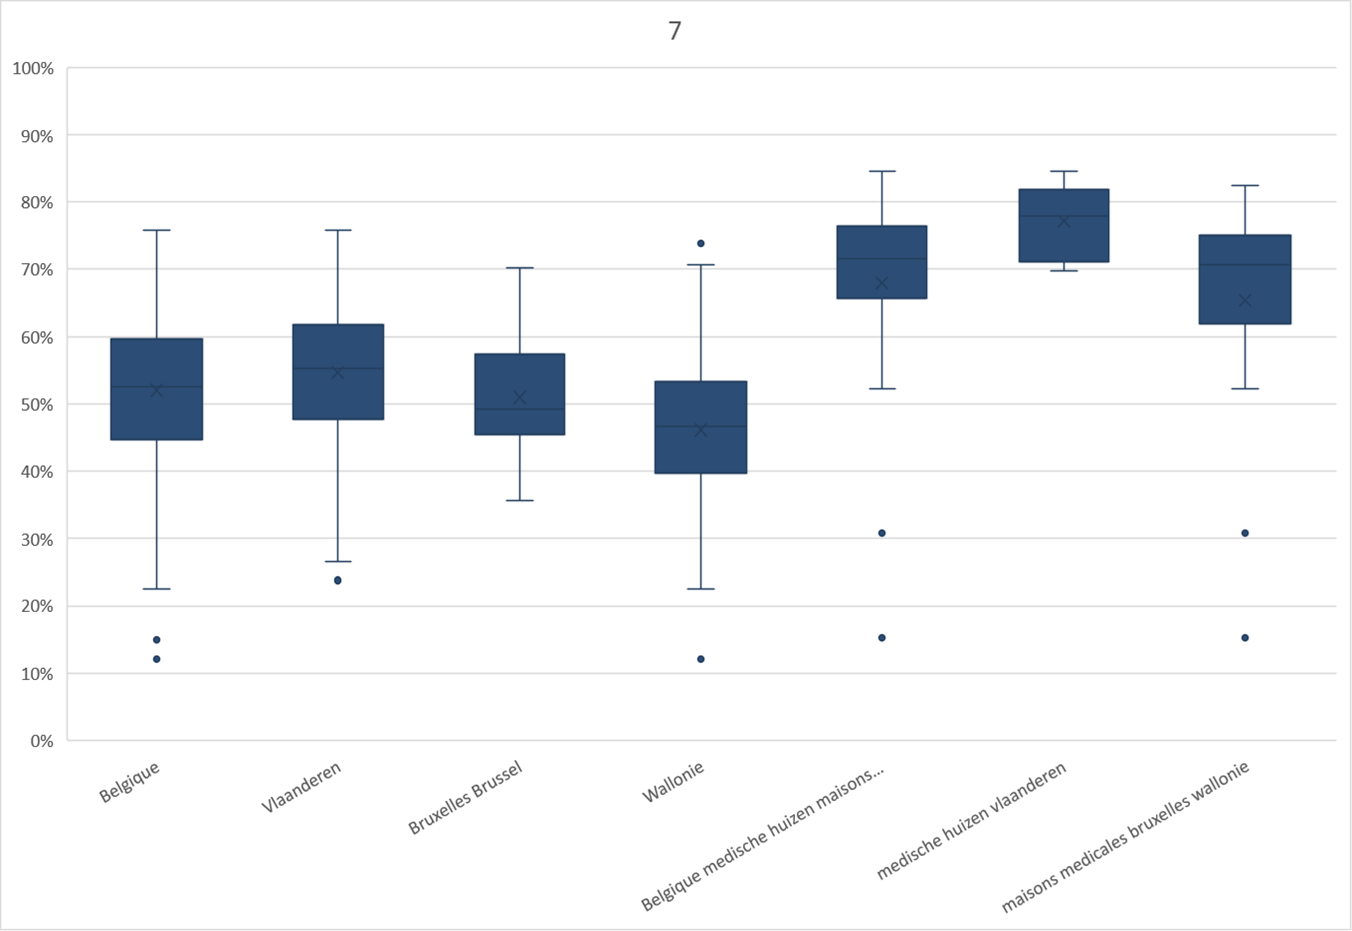 7
100%
90%
80%
70%
60%
50%
40%
30%
20%
10%
0%
Belgique
Vlaanderen
Bruxelles Brussel
Wallonie
Belgique medische huizen maisons...
medische huizen vlaanderen
maisons medicales bruxelles wallonie